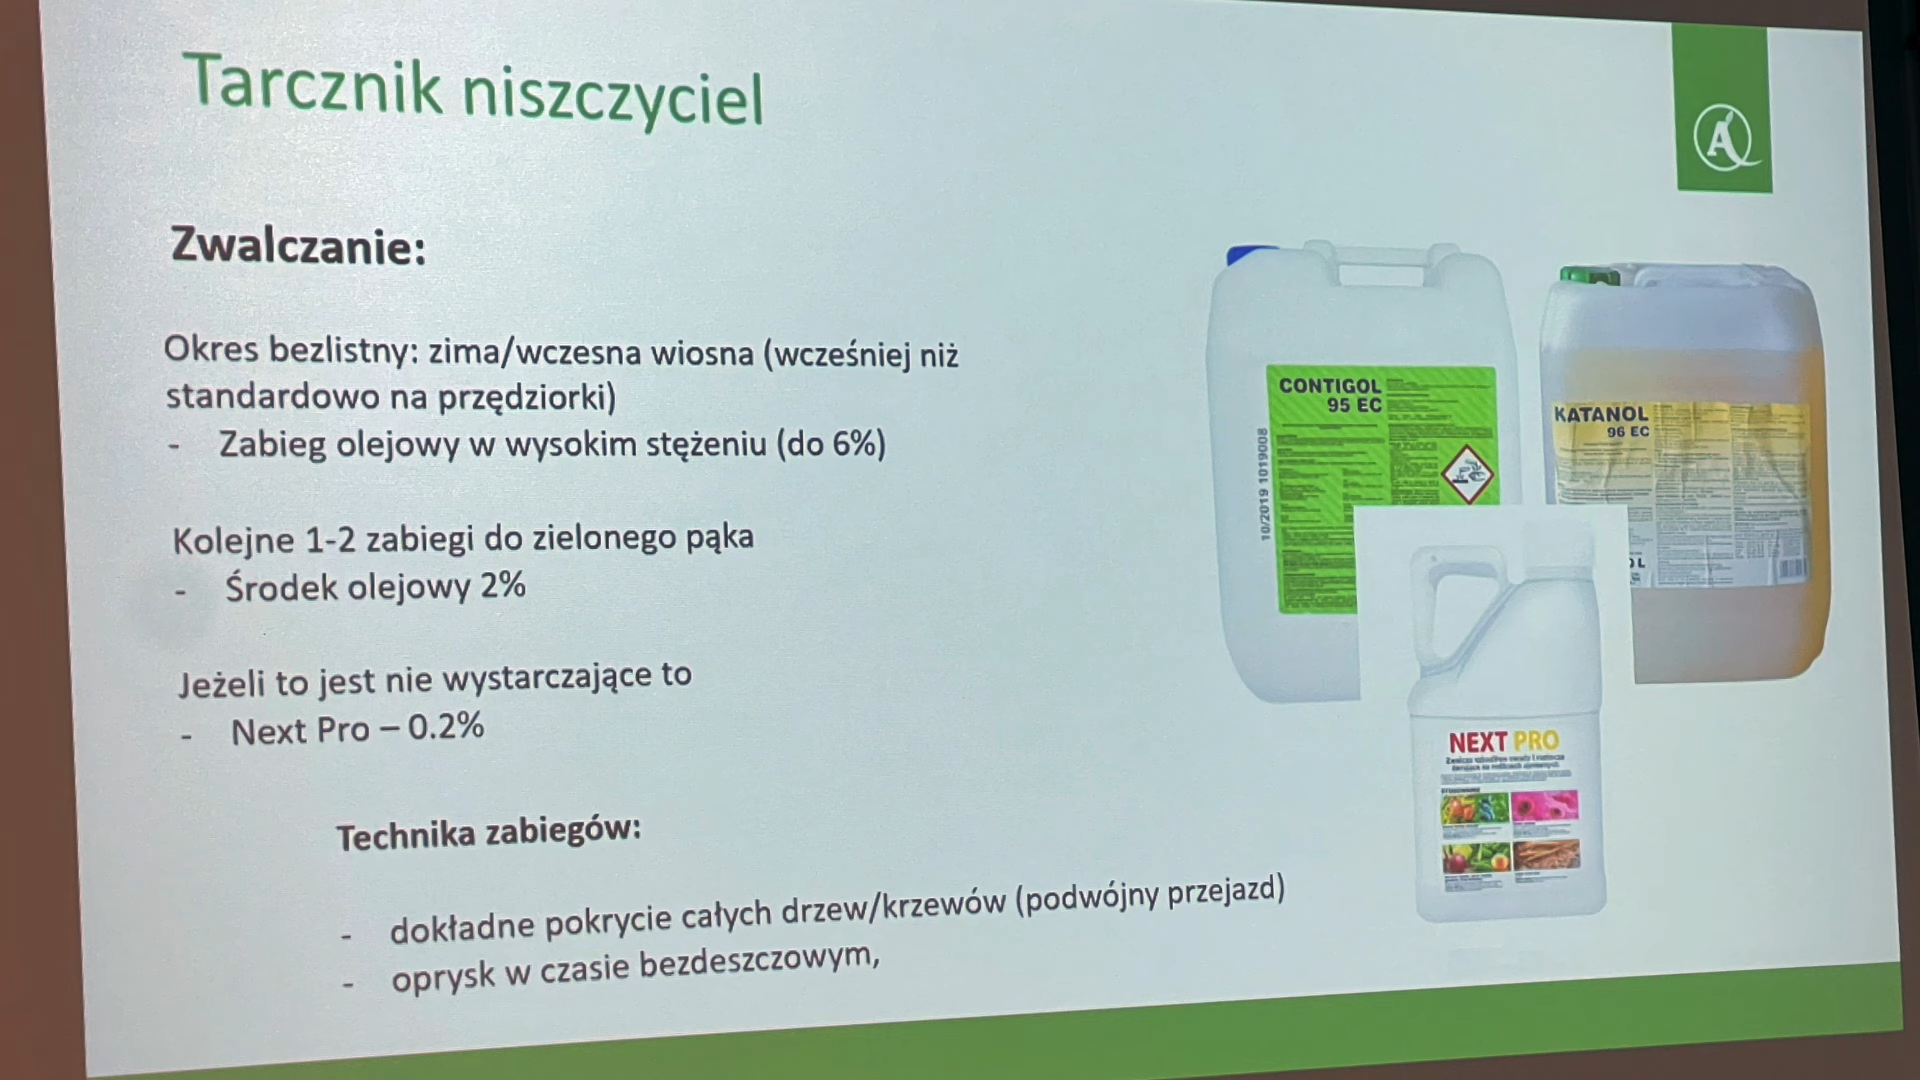 Tarcznik niszczyciel
A
Zwalczanie:
Okres bezlistny: zima/wczesna wiosna (wcześniej niż
standardowo na przędziorki)
- Zabieg olejowy w wysokim stężeniu (do 6%)
Kolejne 1-2 zabiegi do zielonego pąka
- Środek olejowy 2%
Jeżeli to jest nie wystarczające to
- Next Pro – 0.2%
Technika zabiegów:
- dokładne pokrycie całych drzew/krzewów (podwójny przejazd)
- oprysk w czasie bezdeszczowym,
CONTIGOL
95 EC
10/2019 1019008
KATANOL
96 EC
NEXT PRO